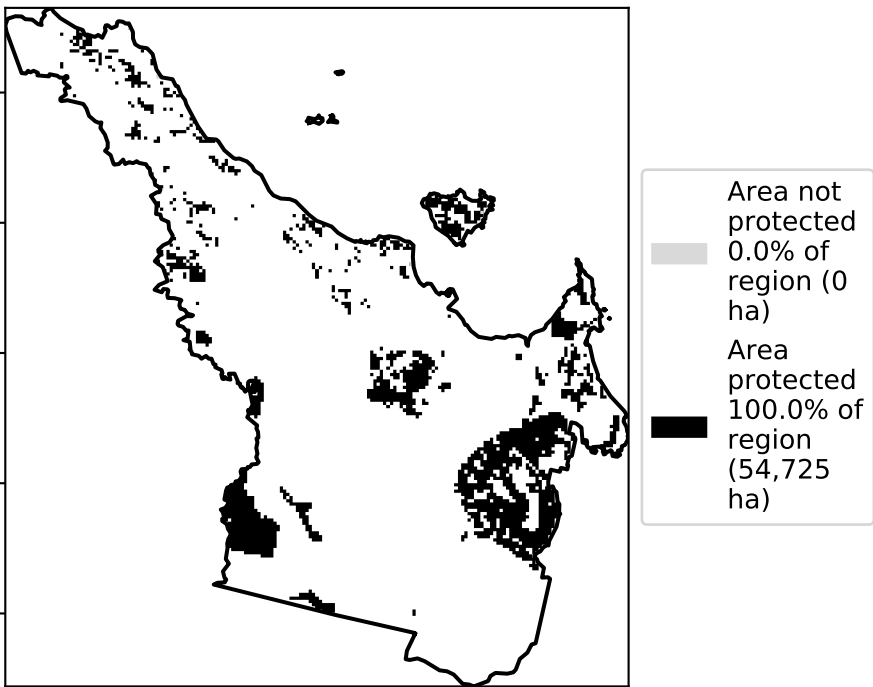 Area not
protected
0.0% of
region (0
ha)
Area
protected
100.0% of
region
(54,725
ha)